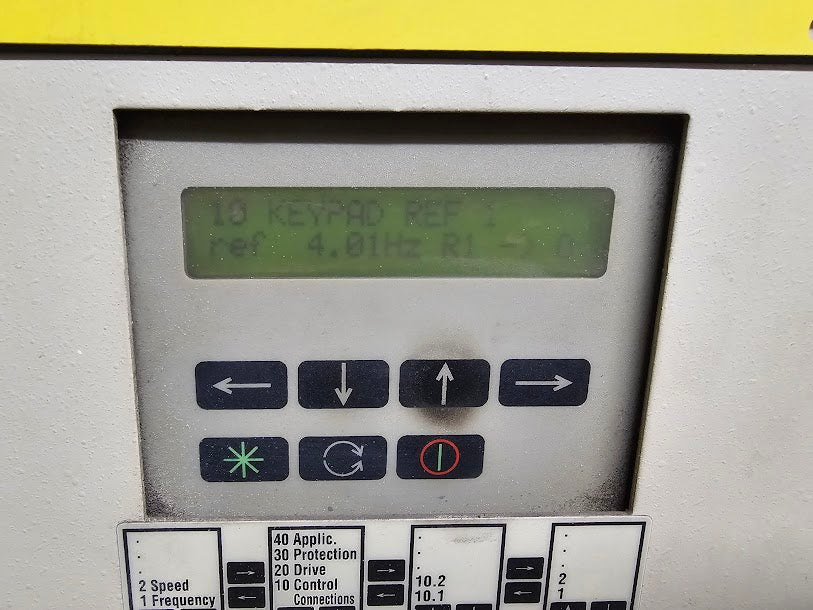 10 KEYPAD REF 1
ref 4.01Hz R1
40 Applic.
30 Protection
20 Drive
10 Control
Connections
2 Speed
1 Frequency
10.2
10.1
2
1